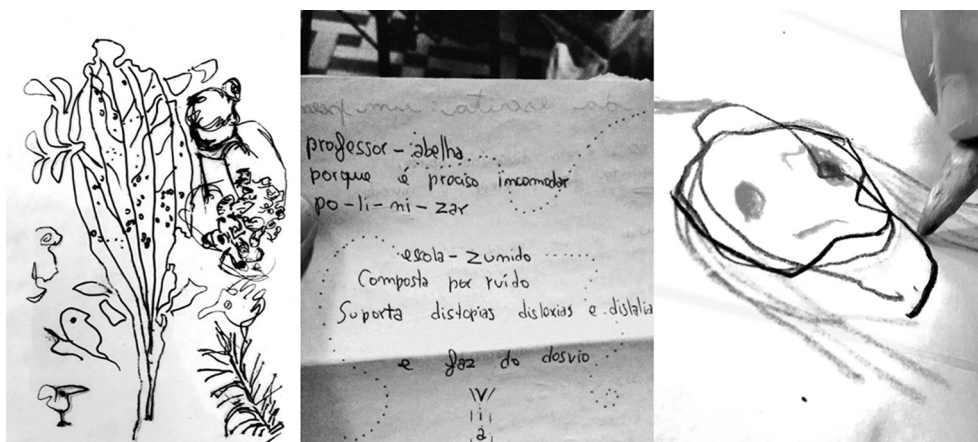 professor-abelha
porque é preciso incomodar
po-li-ni-zar
escola-zumido
Composta por ruído
Suporta distopias dislexias e dislalia
e faz do desvio
V
i
a